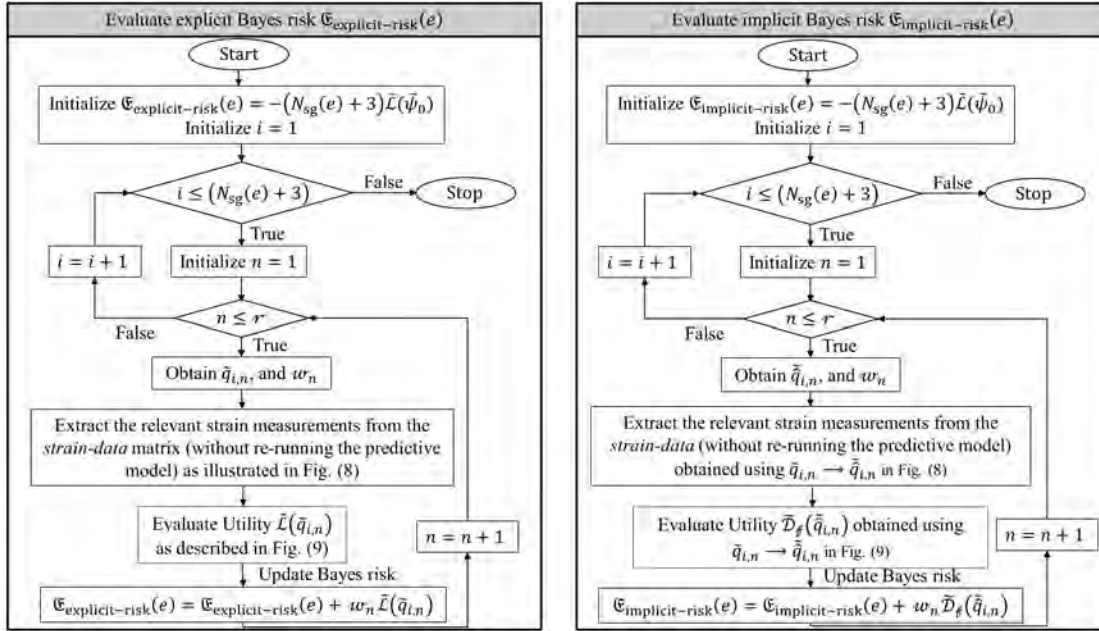 Evaluate explicit Bayes risk 𝔈explicit−risk(e)
Start
Initialize 𝔈explicit−risk(e) = −(Nsg(e) + 3)ℒ̃(ψ⃗₀)
Initialize i = 1
i ≤ (Nsg(e) + 3)
False
Stop
True
i = i + 1
Initialize n = 1
n ≤ r
False
True
Obtain q̃i,n, and 𝓌n
Extract the relevant strain measurements from the
strain-data matrix (without re-running the predictive
model) as illustrated in Fig. (8)
Evaluate Utility ℒ̃(q̃i,n)
as described in Fig. (9)
n = n + 1
Update Bayes risk
𝔈explicit−risk(e) = 𝔈explicit−risk(e) + 𝓌n ℒ̃(q̃i,n)
Evaluate implicit Bayes risk 𝔈implicit−risk(e)
Start
Initialize 𝔈implicit−risk(e) = −(Nsg(e) + 3)ℒ̃(ψ⃗₀)
Initialize i = 1
i ≤ (Nsg(e) + 3)
False
Stop
True
i = i + 1
Initialize n = 1
n ≤ r
False
True
Obtain q̃̂i,n, and 𝓌n
Extract the relevant strain measurements from the
strain-data (without re-running the predictive model)
obtained using q̃i,n → q̃̂i,n in Fig. (8)
Evaluate Utility 𝒟̃𝒻(q̃̂i,n) obtained using
q̃i,n → q̃̂i,n in Fig. (9)
n = n + 1
Update Bayes risk
𝔈implicit−risk(e) = 𝔈implicit−risk(e) + 𝓌n 𝒟̃𝒻(q̃̂i,n)